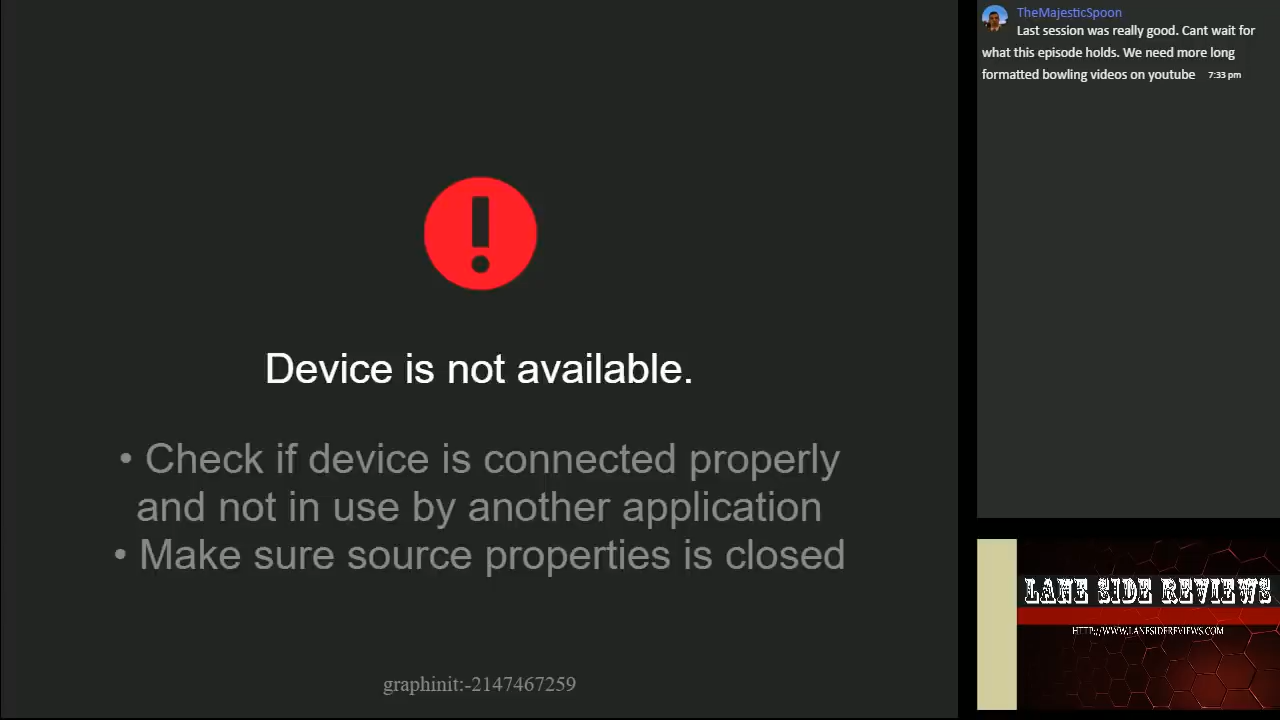 Device is not available.
• Check if device is connected properly
and not in use by another application
• Make sure source properties is closed
graphinit:-2147467259
TheMajesticSpoon
Last session was really good. Cant wait for
what this episode holds. We need more long
formatted bowling videos on youtube 7:33 pm
LANE SIDE REVIEWS
HTTP://WWW.LANESIDEREVIEWS.COM